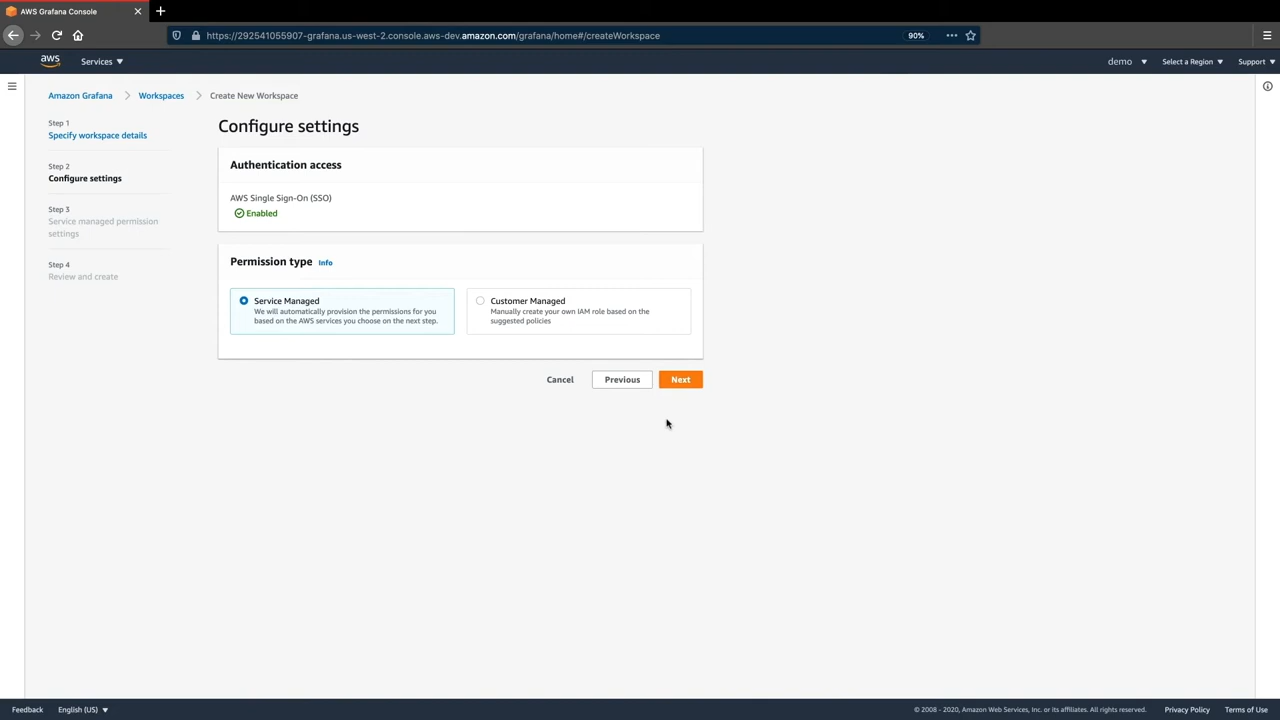 AWS Grafana Console
https://292541055907-grafana.us-west-2.console.aws-dev.amazon.com/grafana/home#/createWorkspace
90%
aws
Services
demo
Select a Region
Support
Amazon Grafana
Workspaces
Create New Workspace
Step 1
Specify workspace details
Step 2
Configure settings
Step 3
Service managed permission
settings
Step 4
Review and create
Configure settings
Authentication access
AWS Single Sign-On (SSO)
Enabled
Permission type Info
Service Managed
We will automatically provision the permissions for you
based on the AWS services you choose on the next step.
Customer Managed
Manually create your own IAM role based on the
suggested policies
Cancel
Previous
Next
Feedback
English (US)
© 2008 - 2020, Amazon Web Services, Inc. or its affiliates. All rights reserved.
Privacy Policy
Terms of Use